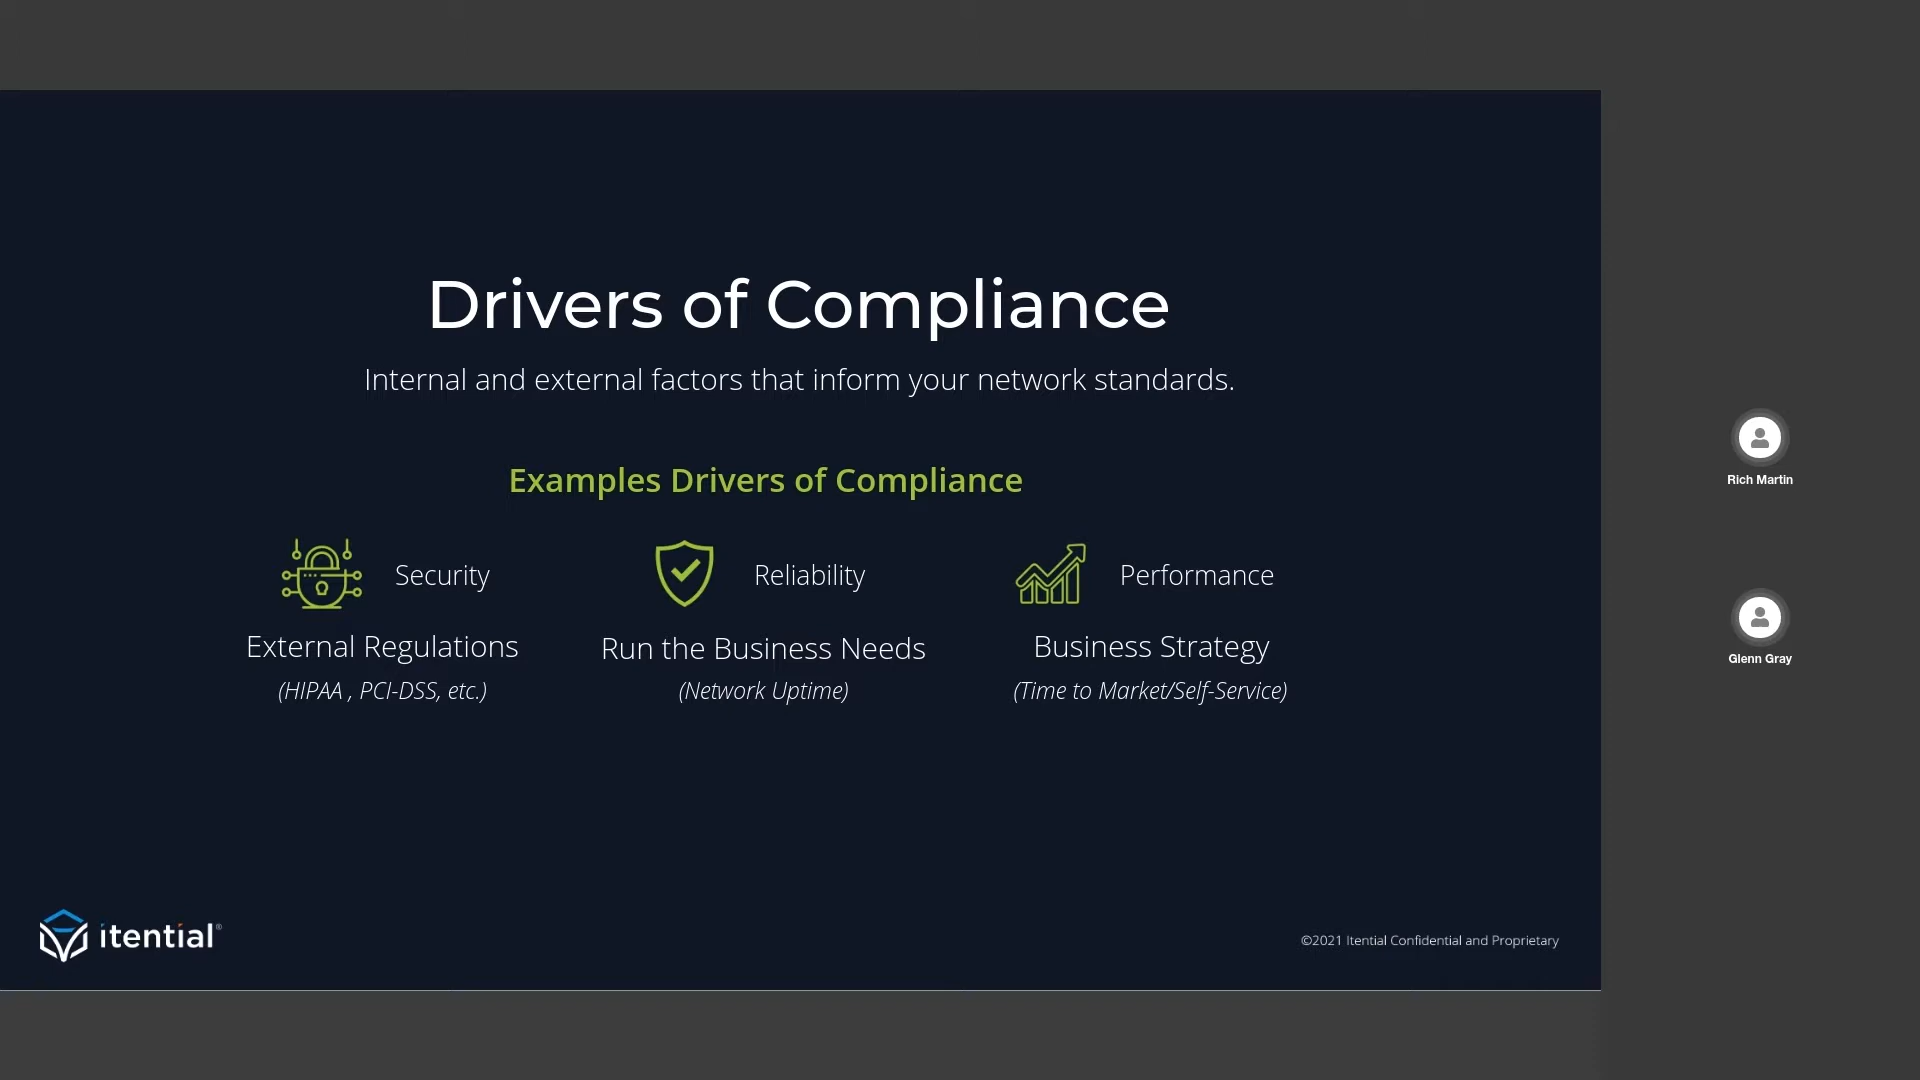 Drivers of Compliance
Internal and external factors that inform your network standards.
Examples Drivers of Compliance
Security
Reliability
Performance
External Regulations
Run the Business Needs
Business Strategy
(HIPAA , PCI-DSS, etc.)
(Network Uptime)
(Time to Market/Self-Service)
Rich Martin
Glenn Gray
itential®
©2021 Itential Confidential and Proprietary